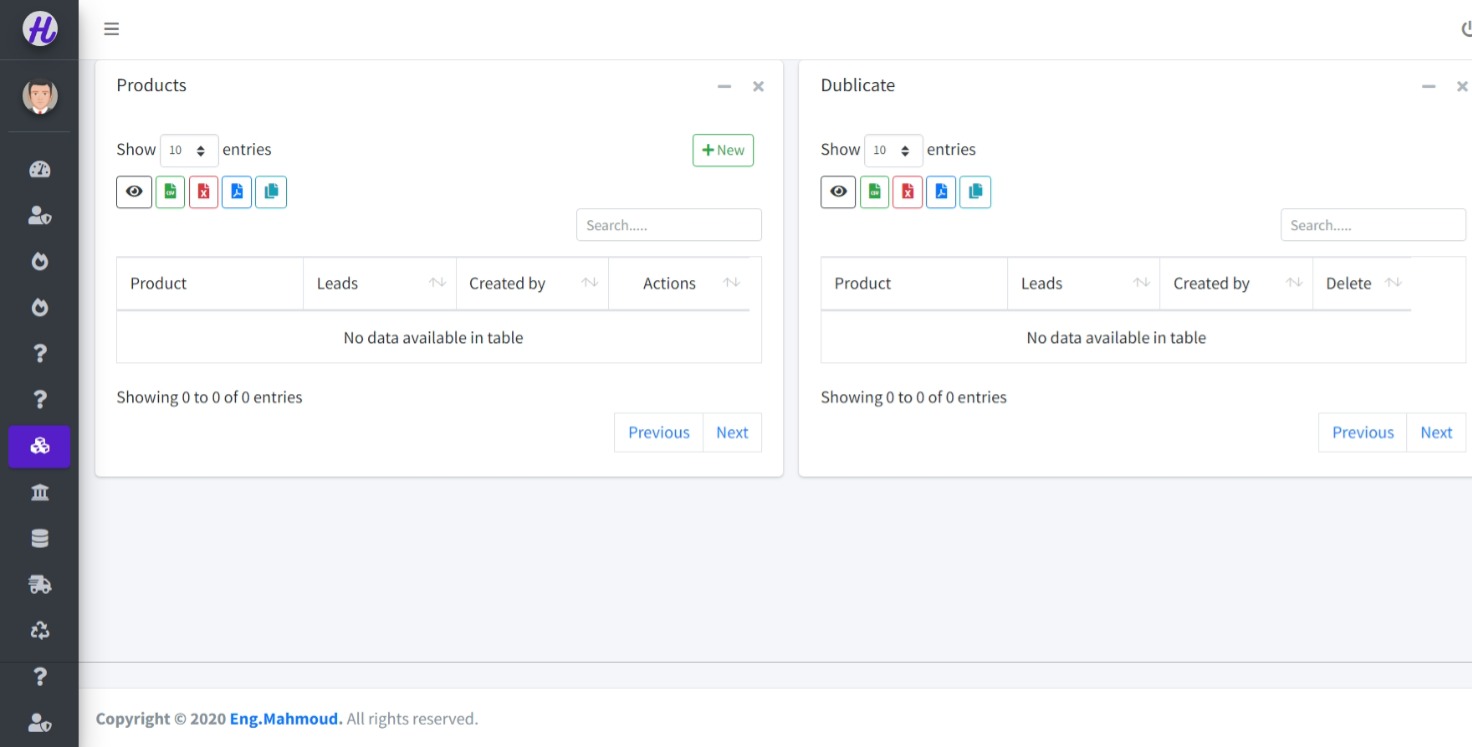 H
Products
Show 10 entries
+New
Search.....
Product Leads Created by Actions
No data available in table
Showing 0 to 0 of 0 entries
Previous Next
Dublicate
Show 10 entries
Search.....
Product Leads Created by Delete
No data available in table
Showing 0 to 0 of 0 entries
Previous Next
Copyright © 2020 Eng.Mahmoud. All rights reserved.